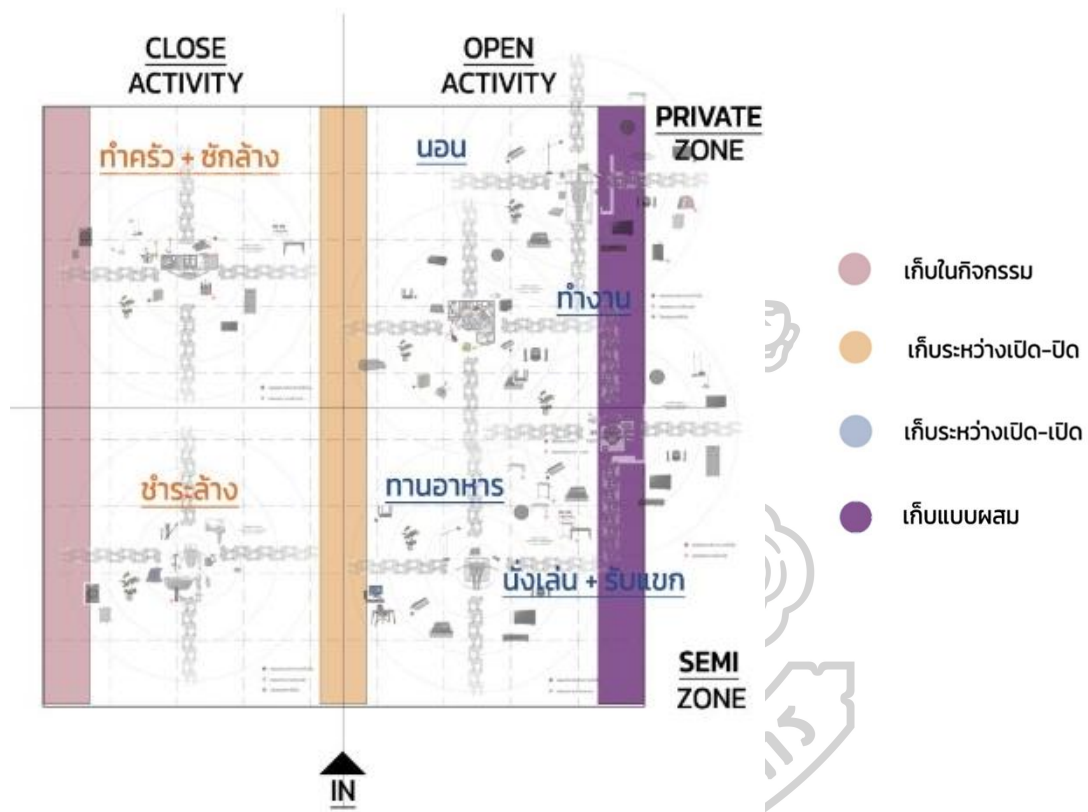 CLOSE
ACTIVITY
OPEN
ACTIVITY
PRIVATE
ZONE
ทำครัว + ซักล้าง
นอน
ทำงาน
ชำระล้าง
ทานอาหาร
นั่งเล่น + รับแขก
SEMI
ZONE
IN
เก็บในกิจกรรม
เก็บระหว่างเปิด-ปิด
เก็บระหว่างเปิด-เปิด
เก็บแบบผสม